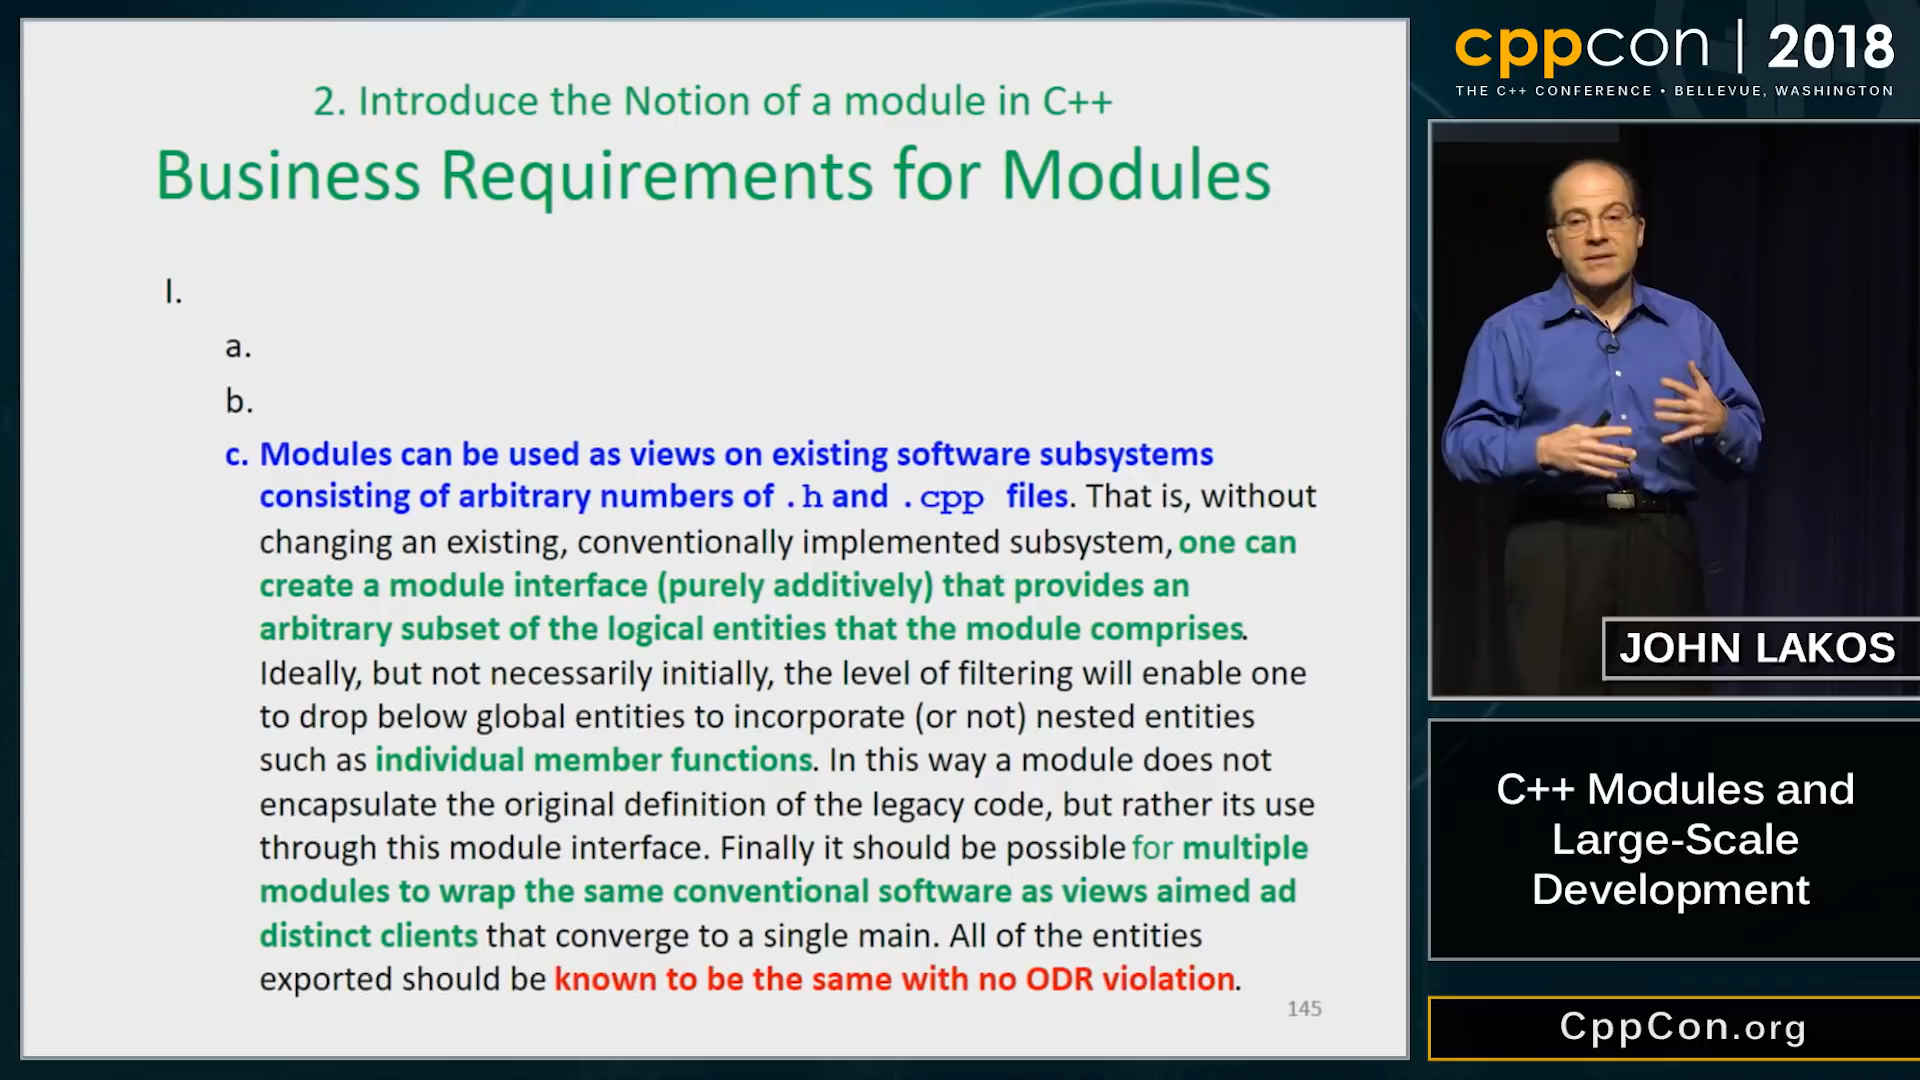 2. Introduce the Notion of a module in C++
Business Requirements for Modules
I.
a.
b.
c. Modules can be used as views on existing software subsystems
consisting of arbitrary numbers of .h and .cpp files. That is, without
changing an existing, conventionally implemented subsystem, one can
create a module interface (purely additively) that provides an
arbitrary subset of the logical entities that the module comprises.
Ideally, but not necessarily initially, the level of filtering will enable one
to drop below global entities to incorporate (or not) nested entities
such as individual member functions. In this way a module does not
encapsulate the original definition of the legacy code, but rather its use
through this module interface. Finally it should be possible for multiple
modules to wrap the same conventional software as views aimed ad
distinct clients that converge to a single main. All of the entities
exported should be known to be the same with no ODR violation.
145
cppcon | 2018
THE C++ CONFERENCE • BELLEVUE, WASHINGTON
JOHN LAKOS
C++ Modules and
Large-Scale
Development
CppCon.org